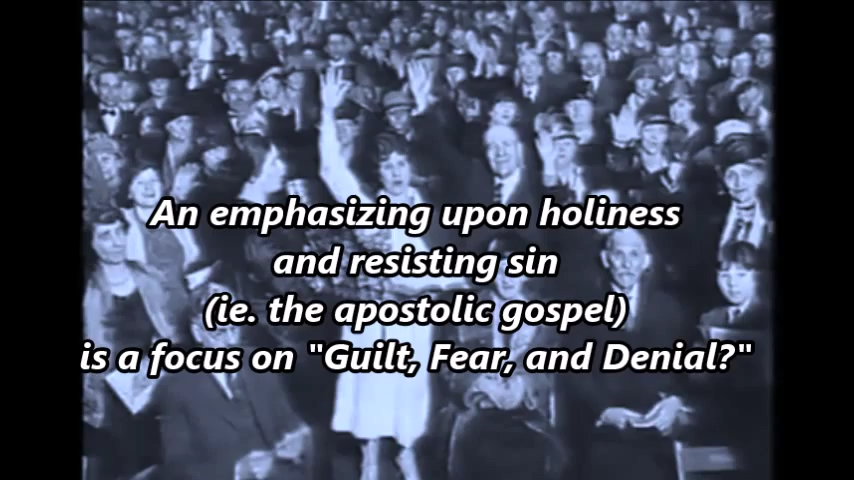 An emphasizing upon holiness
and resisting sin
(ie. the apostolic gospel)
is a focus on "Guilt, Fear, and Denial?"